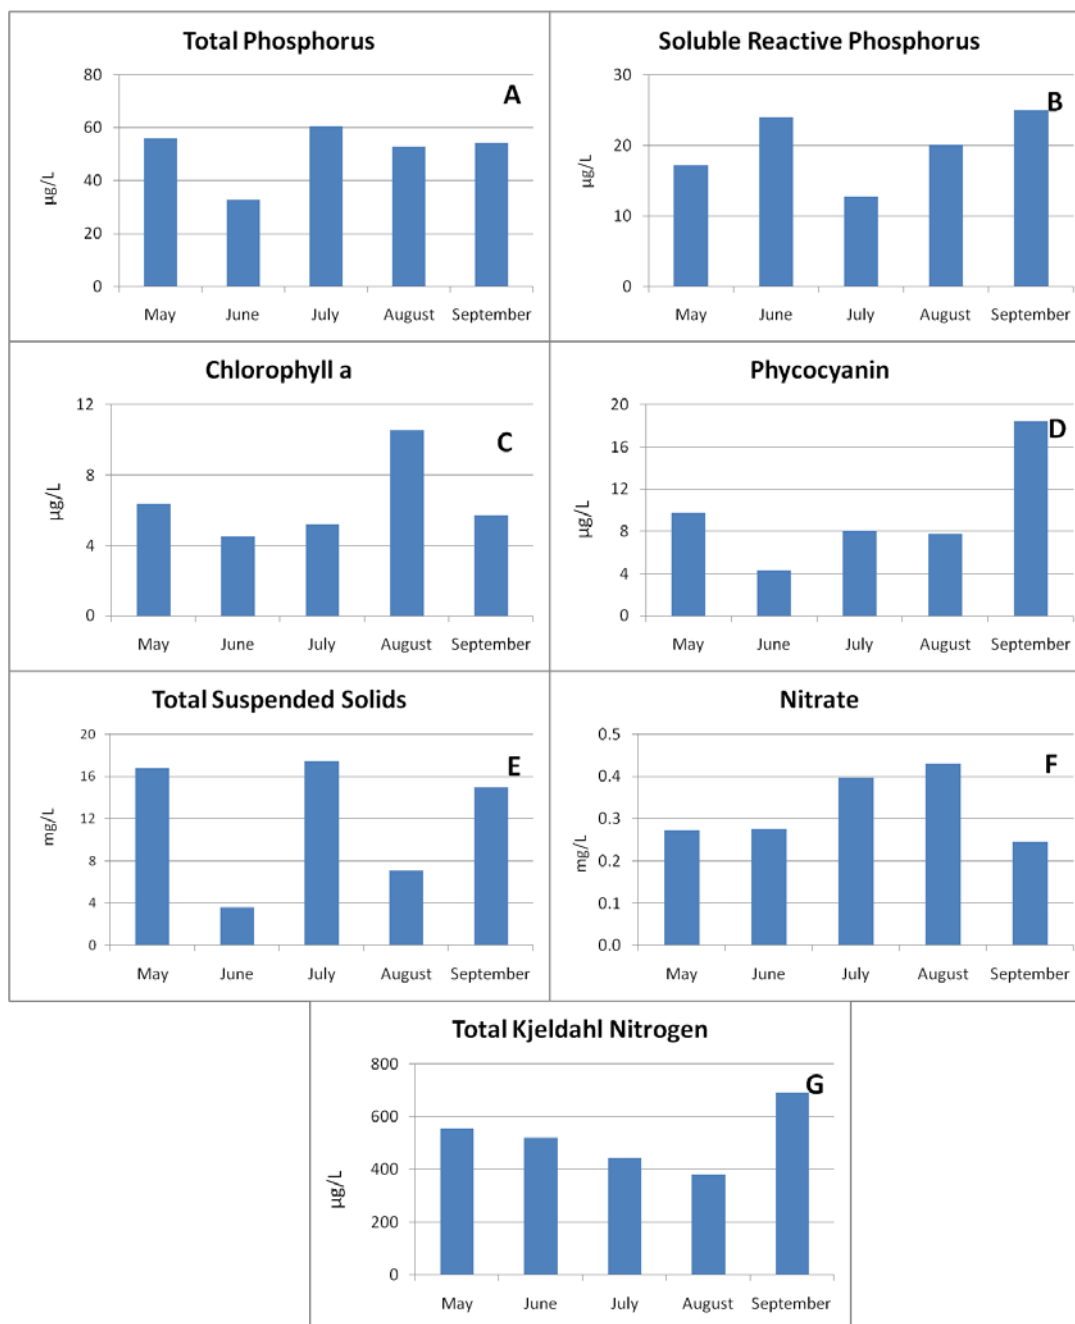 Total Phosphorus
A
80
60
40
20
0
µg/L
May June July August September
Soluble Reactive Phosphorus
B
30
20
10
0
µg/L
May June July August September
Chlorophyll a
C
12
8
4
0
µg/L
May June July August September
Phycocyanin
D
20
16
12
8
4
0
µg/L
May June July August September
Total Suspended Solids
E
20
16
12
8
4
0
mg/L
May June July August September
Nitrate
F
0.5
0.4
0.3
0.2
0.1
0.0
mg/L
May June July August September
Total Kjeldahl Nitrogen
G
800
600
400
200
0
µg/L
May June July August September